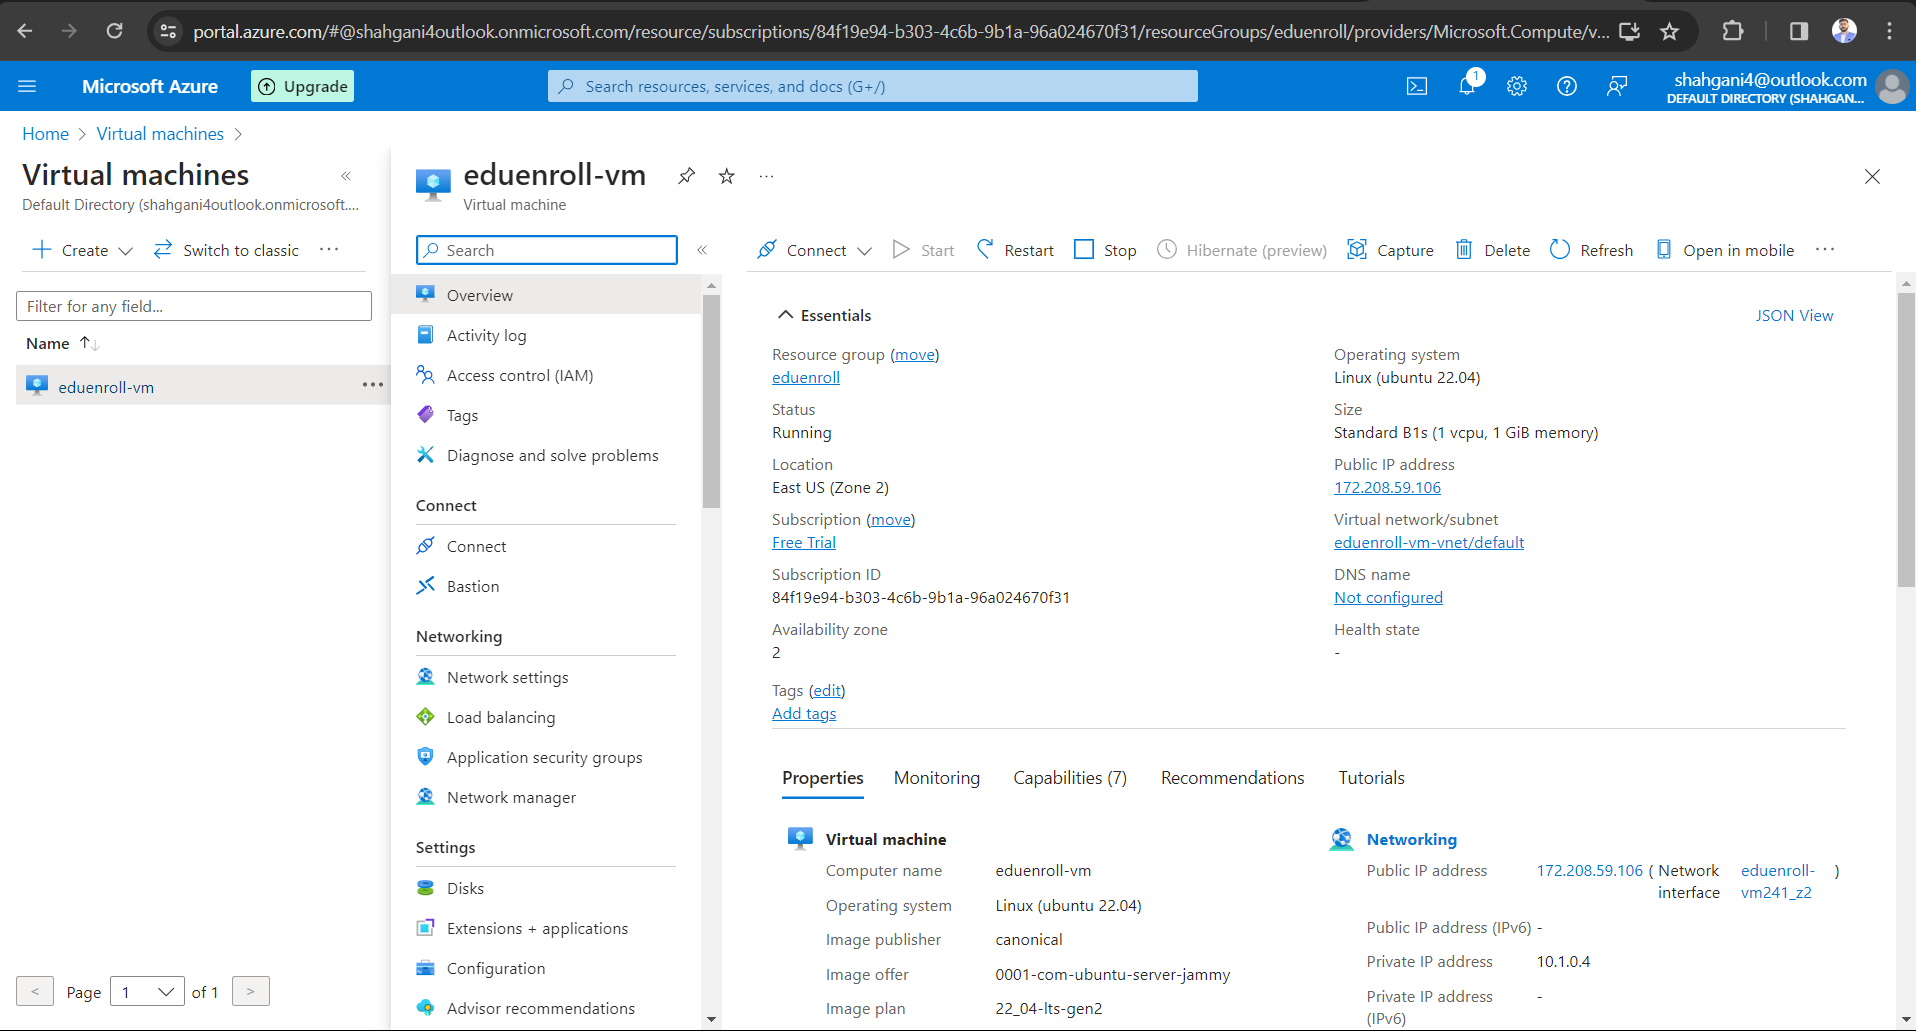 portal.azure.com/#@shahgani4outlook.onmicrosoft.com/resource/subscriptions/84f19e94-b303-4c6b-9b1a-96a024670f31/resourceGroups/eduenroll/providers/Microsoft.Compute/v...
Microsoft Azure
Upgrade
Search resources, services, and docs (G+/)
1
shahgani4@outlook.com
DEFAULT DIRECTORY (SHAHGAN...
Home > Virtual machines >
Virtual machines
Default Directory (shahgani4outlook.onmicrosoft....
Create
Switch to classic
Filter for any field...
Name
eduenroll-vm
< Page 1 of 1 >
eduenroll-vm
Virtual machine
Search
Overview
Activity log
Access control (IAM)
Tags
Diagnose and solve problems
Connect
Connect
Bastion
Networking
Network settings
Load balancing
Application security groups
Network manager
Settings
Disks
Extensions + applications
Configuration
Advisor recommendations
Connect
Start
Restart
Stop
Hibernate (preview)
Capture
Delete
Refresh
Open in mobile
Essentials
JSON View
Resource group (move)
eduenroll
Status
Running
Location
East US (Zone 2)
Subscription (move)
Free Trial
Subscription ID
84f19e94-b303-4c6b-9b1a-96a024670f31
Availability zone
2
Operating system
Linux (ubuntu 22.04)
Size
Standard B1s (1 vcpu, 1 GiB memory)
Public IP address
172.208.59.106
Virtual network/subnet
eduenroll-vm-vnet/default
DNS name
Not configured
Health state
-
Tags (edit)
Add tags
Properties
Monitoring
Capabilities (7)
Recommendations
Tutorials
Virtual machine
Computer name eduenroll-vm
Operating system Linux (ubuntu 22.04)
Image publisher canonical
Image offer 0001-com-ubuntu-server-jammy
Image plan 22_04-lts-gen2
Networking
Public IP address 172.208.59.106 ( Network eduenroll- )
interface vm241_z2
Public IP address (IPv6) -
Private IP address 10.1.0.4
Private IP address -
(IPv6)